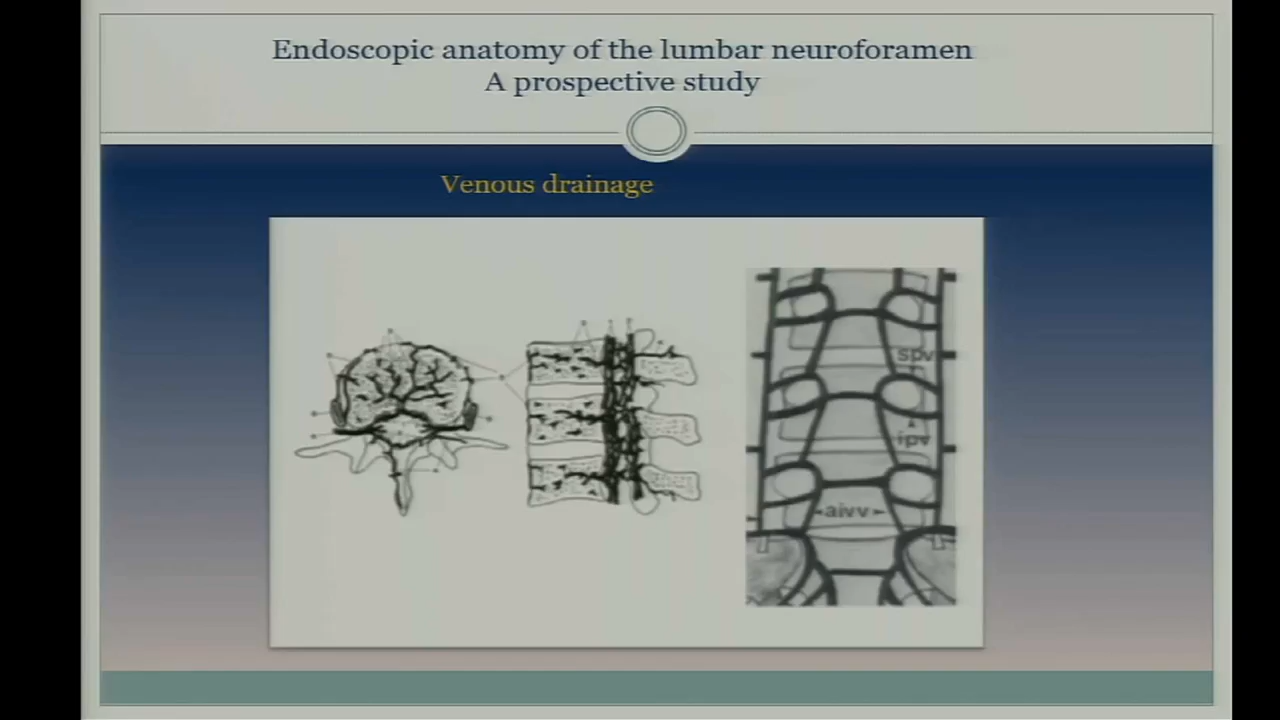 Endoscopic anatomy of the lumbar neuroforamen
A prospective study
Venous drainage
spv
ipv
aivv